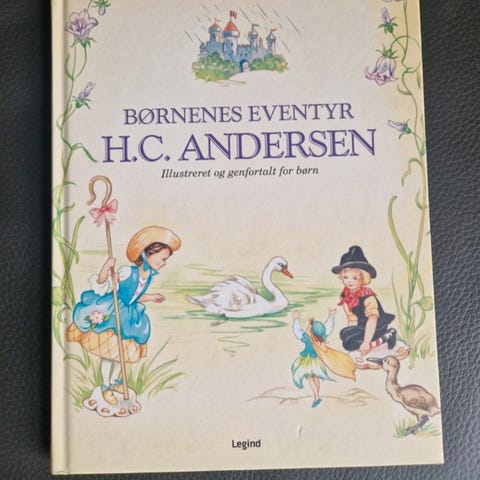 BØRNENES EVENTYR
H.C. ANDERSEN
Illustreret og genfortalt for børn
Legind